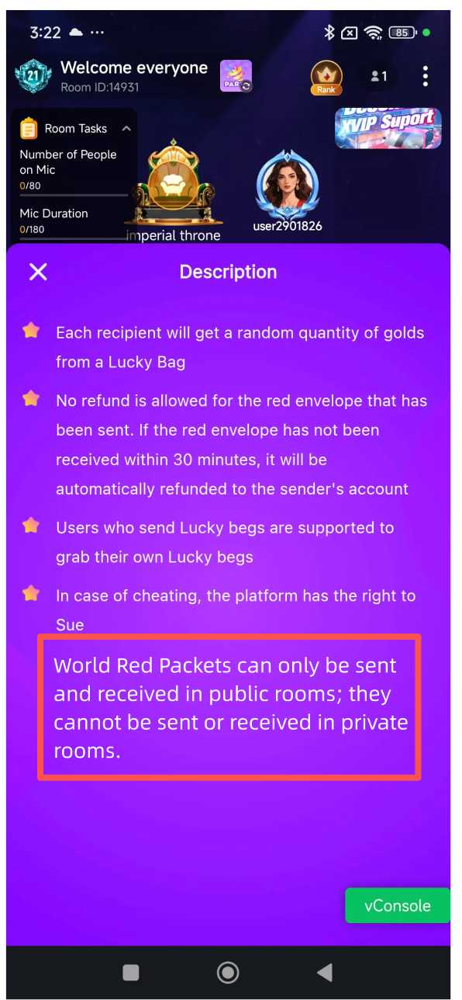 3:22
85
21
Welcome everyone
Room ID:14931
PARTY
Rank
1
Room Tasks
XVIP Suport
Number of People
on Mic
0/80
Mic Duration
0/180
imperial throne
user2901826
Description
Each recipient will get a random quantity of golds
from a Lucky Bag
No refund is allowed for the red envelope that has
been sent. If the red envelope has not been
received within 30 minutes, it will be
automatically refunded to the sender's account
Users who send Lucky begs are supported to
grab their own Lucky begs
In case of cheating, the platform has the right to
Sue
World Red Packets can only be sent
and received in public rooms; they
cannot be sent or received in private
rooms.
vConsole